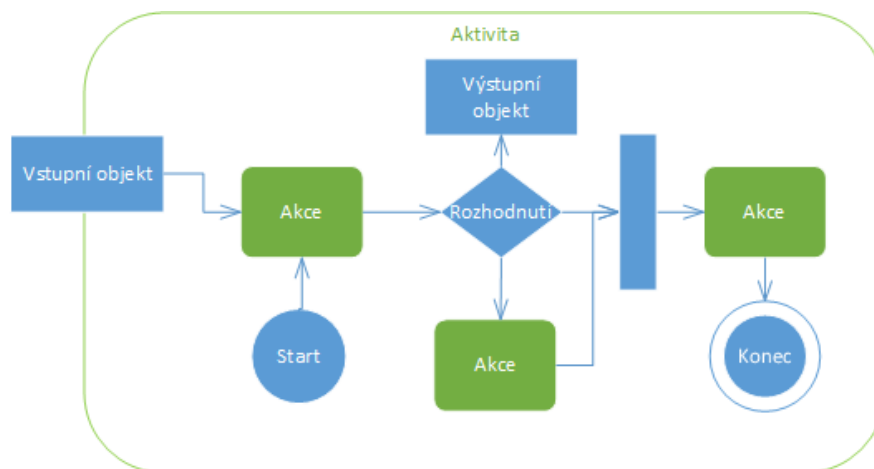 Aktivita
Výstupní
objekt
Vstupní objekt
Akce
Rozhodnutí
Akce
Start
Akce
Konec